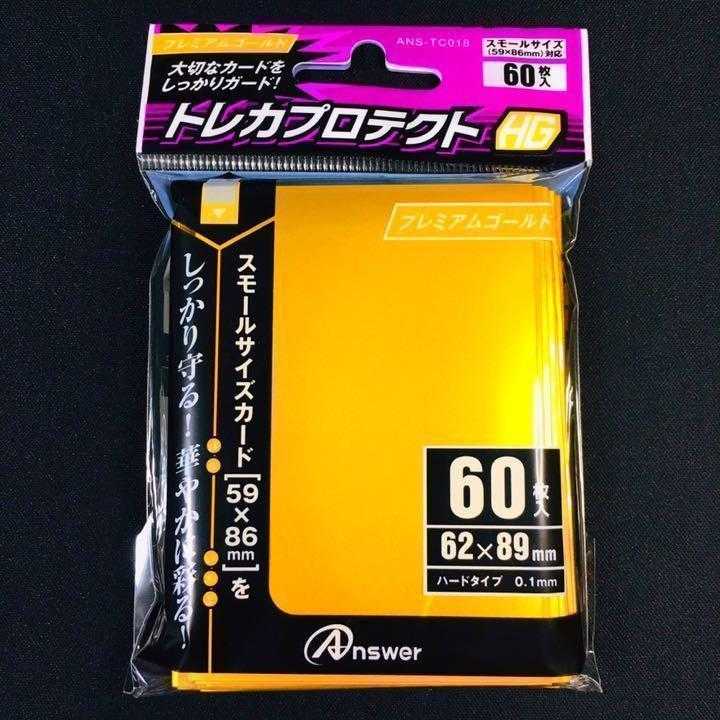 プレミアムゴールド
ANS-TC018
スモールサイズ
(59×86mm)対応
60枚入
大切なカードを
しっかりガード!
トレカプロテクト HG
プレミアムゴールド
スモールサイズカード[59×86mm]を
しっかり守る!華やかに彩る!
60枚入
62×89mm
ハードタイプ 0.1mm
Answer